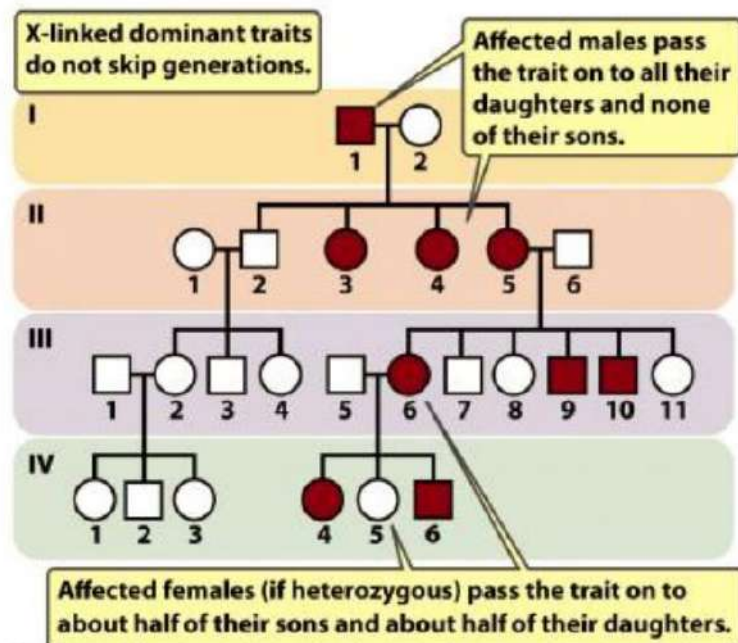 X-linked dominant traits
do not skip generations.
Affected males pass
the trait on to all their
daughters and none
of their sons.
I
1 2
II
1 2 3 4 5 6
III
1 2 3 4 5 6 7 8 9 10 11
IV
1 2 3 4 5 6
Affected females (if heterozygous) pass the trait on to
about half of their sons and about half of their daughters.